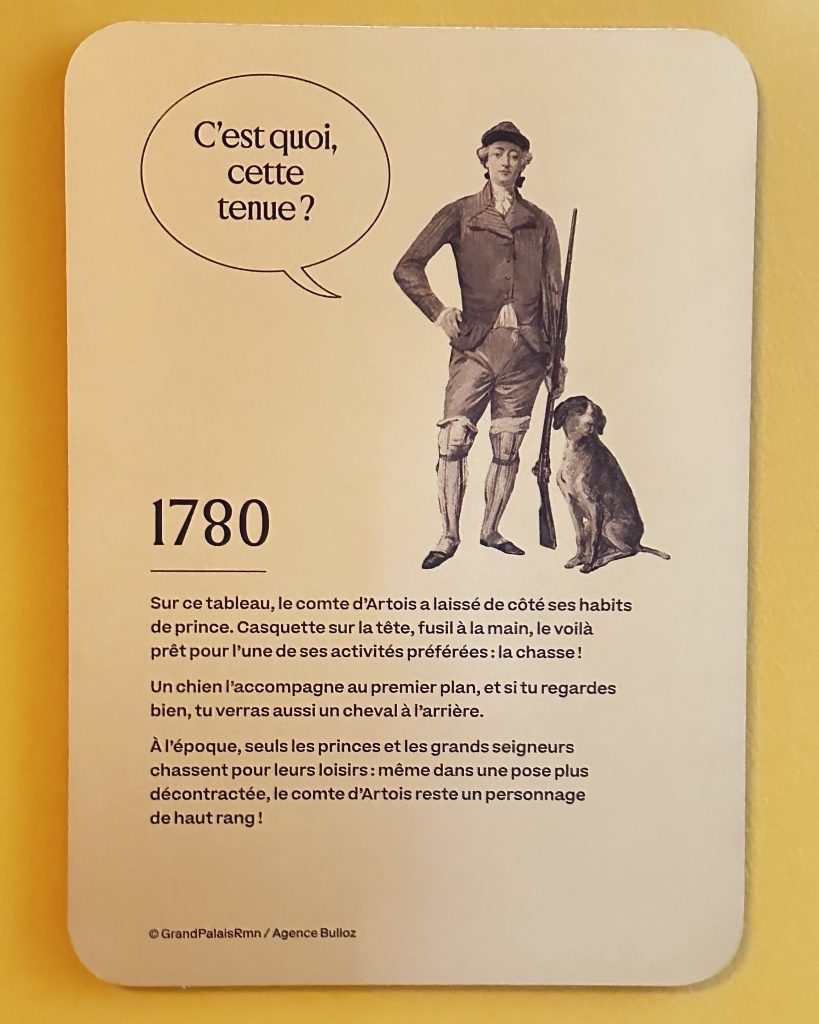 C'est quoi,
cette
tenue ?
1780
Sur ce tableau, le comte d'Artois a laissé de côté ses habits
de prince. Casquette sur la tête, fusil à la main, le voilà
prêt pour l'une de ses activités préférées : la chasse !
Un chien l'accompagne au premier plan, et si tu regardes
bien, tu verras aussi un cheval à l'arrière.
À l'époque, seuls les princes et les grands seigneurs
chassent pour leurs loisirs : même dans une pose plus
décontractée, le comte d'Artois reste un personnage
de haut rang !
© GrandPalaisRmn / Agence Bulloz